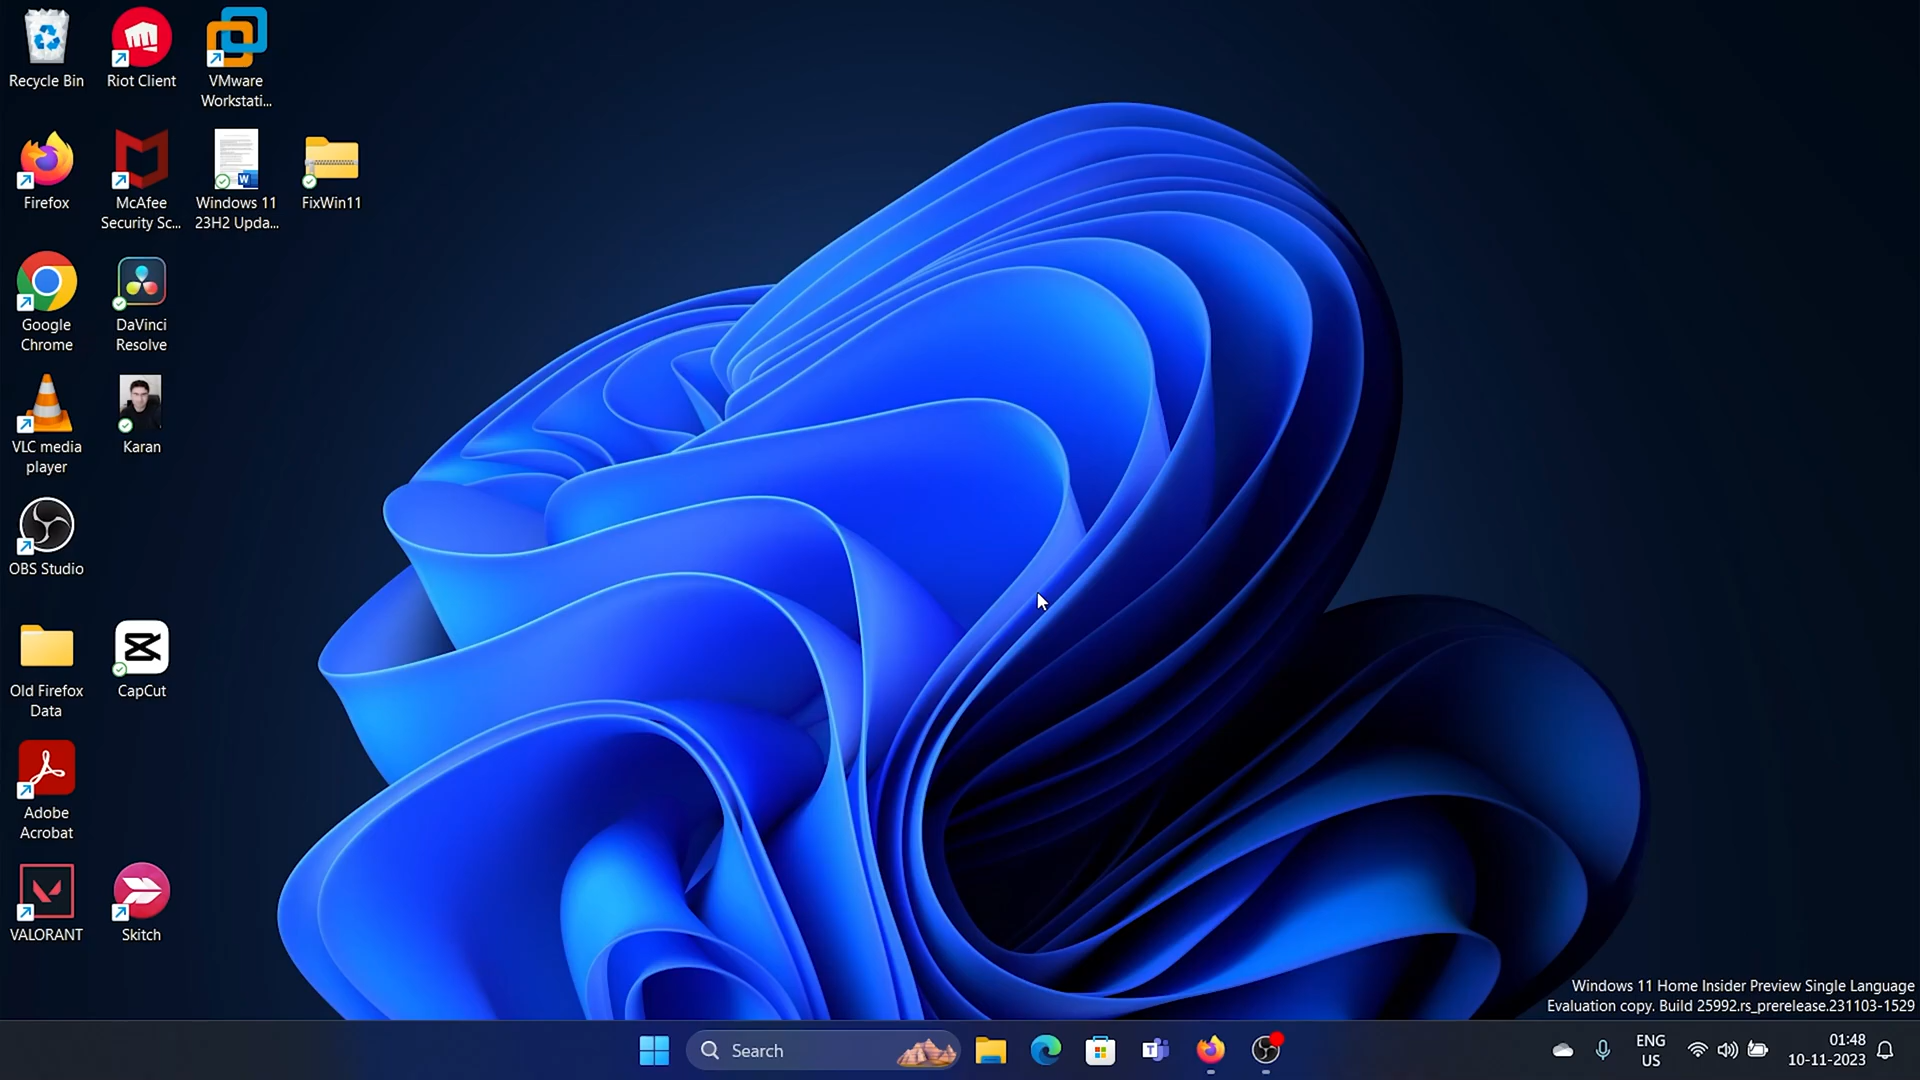 Recycle Bin
Riot Client
VMware
Workstati...
Firefox
McAfee
Security Sc...
Windows 11
23H2 Upda...
FixWin11
Google
Chrome
DaVinci
Resolve
VLC media
player
Karan
OBS Studio
Old Firefox
Data
CapCut
Adobe
Acrobat
VALORANT
Skitch
Windows 11 Home Insider Preview Single Language
Evaluation copy. Build 25992.rs_prerelease.231103-1529
Search
ENG
US
01:48
10-11-2023